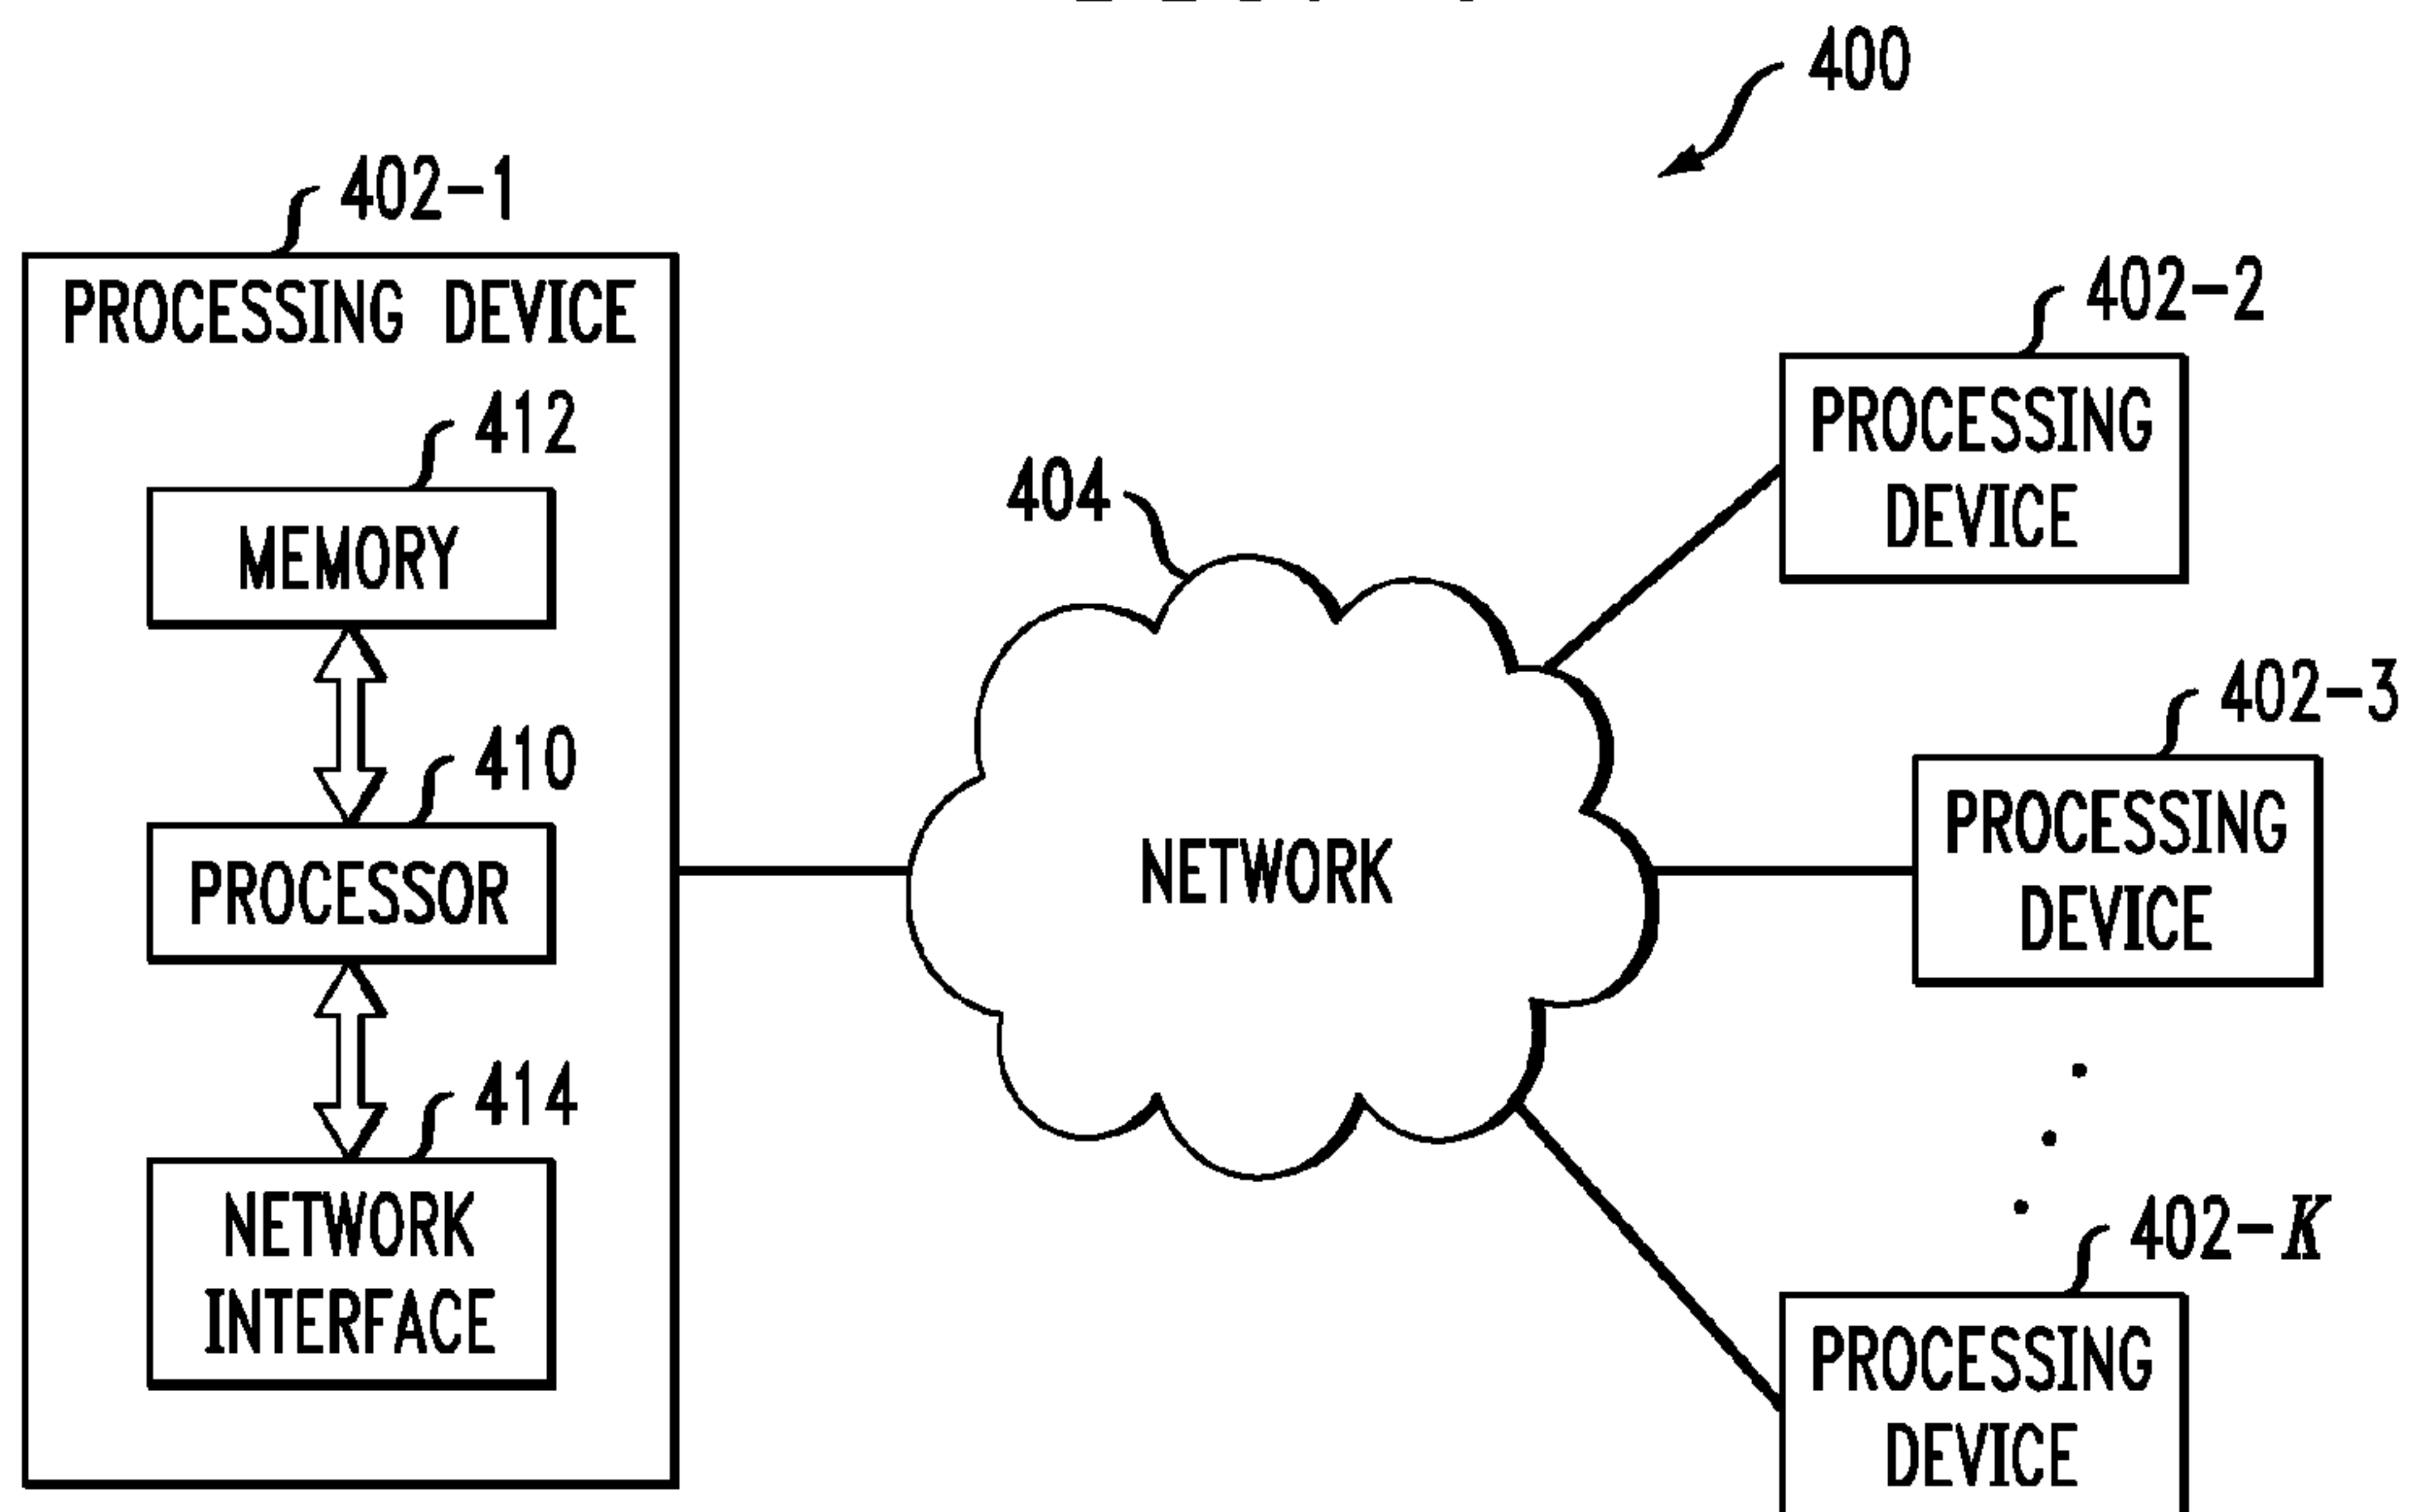 400
402-1
PROCESSING DEVICE
412
MEMORY
410
PROCESSOR
414
NETWORK
INTERFACE
404
NETWORK
402-2
PROCESSING
DEVICE
402-3
PROCESSING
DEVICE
402-K
PROCESSING
DEVICE